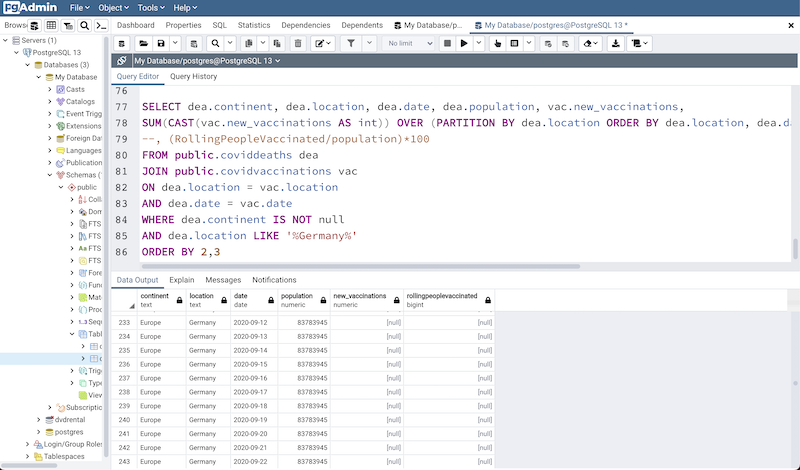 pgAdmin File Object Tools Help
Brows Dashboard Properties SQL Statistics Dependencies Dependents My Database/p... My Database/postgres@PostgreSQL 13 *
No limit
My Database/postgres@PostgreSQL 13
Query Editor Query History
Servers (1)
PostgreSQL 13
Databases (3)
My Database
Casts
Catalogs
Event Trigg
Extensions
Foreign Dat
Languages
Publication
Schemas (
public
Colla
Dom
FTS
FTS
FTS
FTS
Fore
Func
Mat
Proc
Sequ
Tabl
Trigg
Type
View
Subscriptic
dvdrental
postgres
Login/Group Roles
Tablespaces
76
77 SELECT dea.continent, dea.location, dea.date, dea.population, vac.new_vaccinations,
78 SUM(CAST(vac.new_vaccinations AS int)) OVER (PARTITION BY dea.location ORDER BY dea.location, dea.d
79 --, (RollingPeopleVaccinated/population)*100
80 FROM public.coviddeaths dea
81 JOIN public.covidvaccinations vac
82 ON dea.location = vac.location
83 AND dea.date = vac.date
84 WHERE dea.continent IS NOT null
85 AND dea.location LIKE '%Germany%'
86 ORDER BY 2,3
Data Output Explain Messages Notifications
continent location date population new_vaccinations rollingpeoplevaccinated
text text date numeric numeric bigint
233 Europe Germany 2020-09-12 83783945 [null] [null]
234 Europe Germany 2020-09-13 83783945 [null] [null]
235 Europe Germany 2020-09-14 83783945 [null] [null]
236 Europe Germany 2020-09-15 83783945 [null] [null]
237 Europe Germany 2020-09-16 83783945 [null] [null]
238 Europe Germany 2020-09-17 83783945 [null] [null]
239 Europe Germany 2020-09-18 83783945 [null] [null]
240 Europe Germany 2020-09-19 83783945 [null] [null]
241 Europe Germany 2020-09-20 83783945 [null] [null]
242 Europe Germany 2020-09-21 83783945 [null] [null]
243 Europe Germany 2020-09-22 83783945 [null] [null]